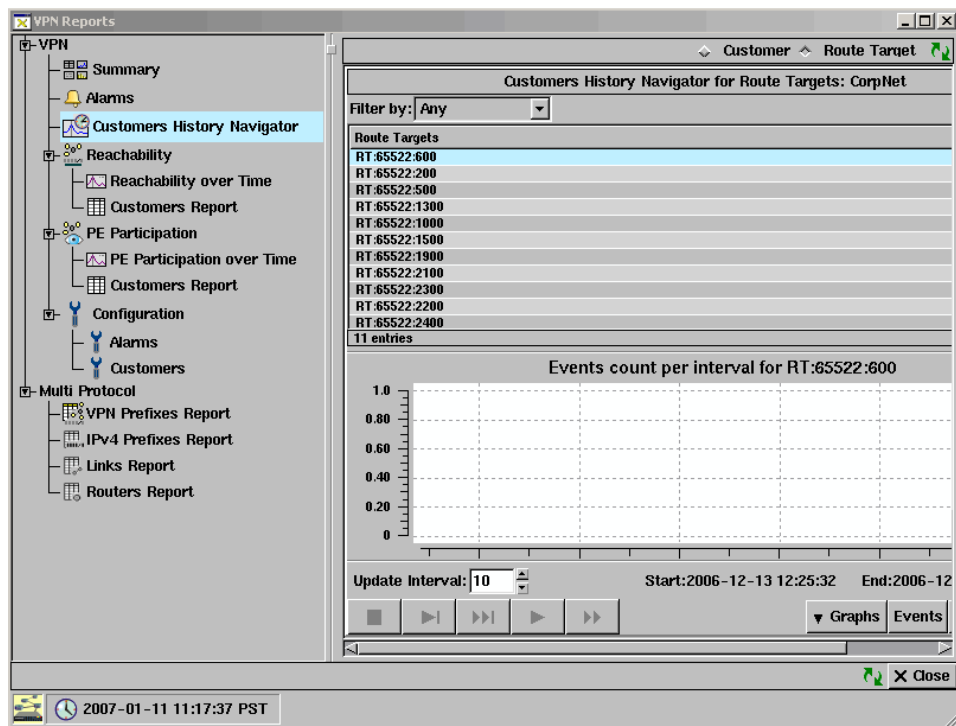 VPN Reports
VPN
Summary
Alarms
Customers History Navigator
Reachability
Reachability over Time
Customers Report
PE Participation
PE Participation over Time
Customers Report
Configuration
Alarms
Customers
Multi Protocol
VPN Prefixes Report
IPv4 Prefixes Report
Links Report
Routers Report
Customer Route Target
Customers History Navigator for Route Targets: CorpNet
Filter by: Any
Route Targets
RT:65522:600
RT:65522:200
RT:65522:500
RT:65522:1300
RT:65522:1000
RT:65522:1500
RT:65522:1900
RT:65522:2100
RT:65522:2300
RT:65522:2200
RT:65522:2400
11 entries
Events count per interval for RT:65522:600
1.0
0.80
0.60
0.40
0.20
0
Update Interval: 10 Start:2006-12-13 12:25:32 End:2006-12
Graphs Events
Close
2007-01-11 11:17:37 PST